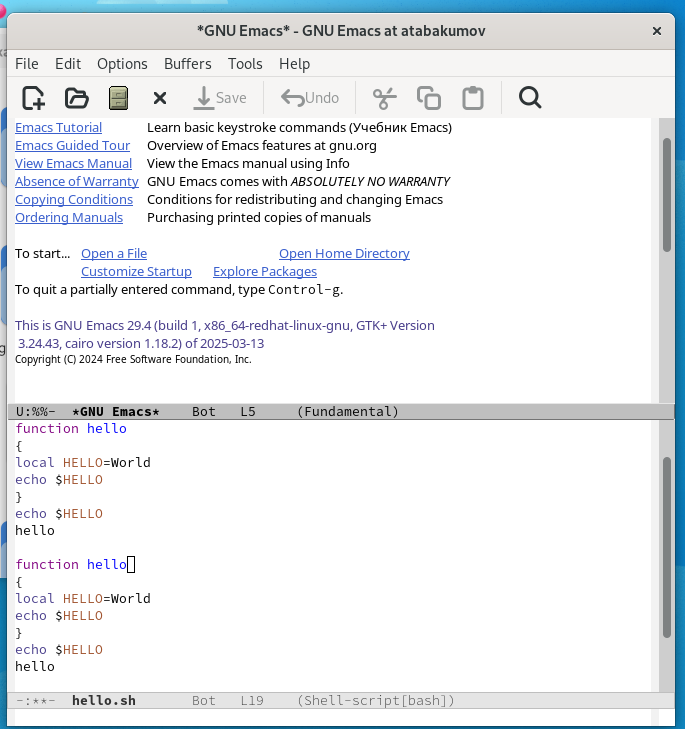 *GNU Emacs* - GNU Emacs at atabakumov
File Edit Options Buffers Tools Help
Save Undo
Emacs Tutorial Learn basic keystroke commands (Учебник Emacs)
Emacs Guided Tour Overview of Emacs features at gnu.org
View Emacs Manual View the Emacs manual using Info
Absence of Warranty GNU Emacs comes with ABSOLUTELY NO WARRANTY
Copying Conditions Conditions for redistributing and changing Emacs
Ordering Manuals Purchasing printed copies of manuals
To start... Open a File Open Home Directory
Customize Startup Explore Packages
To quit a partially entered command, type Control-g.
This is GNU Emacs 29.4 (build 1, x86_64-redhat-linux-gnu, GTK+ Version
3.24.43, cairo version 1.18.2) of 2025-03-13
Copyright (C) 2024 Free Software Foundation, Inc.
U:%%- *GNU Emacs* Bot L5 (Fundamental)
function hello
{
local HELLO=World
echo $HELLO
}
echo $HELLO
hello
function hello
{
local HELLO=World
echo $HELLO
}
echo $HELLO
hello
-:**- hello.sh Bot L19 (Shell-script[bash])